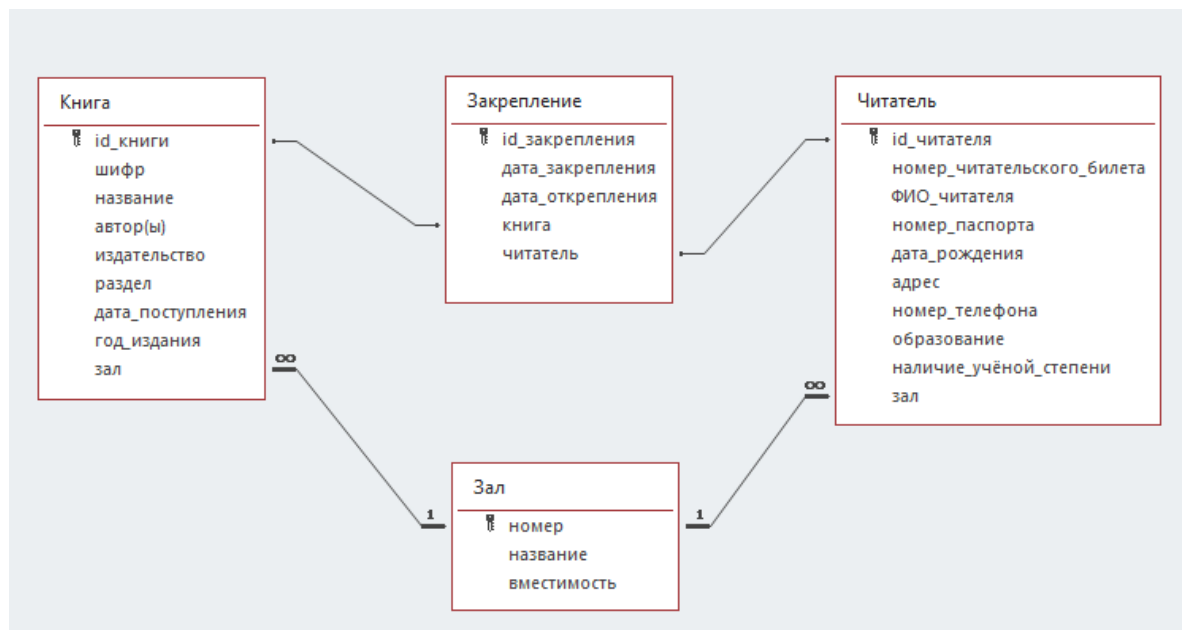 Книга
id_книги
шифр
название
автор(ы)
издательство
раздел
дата_поступления
год_издания
зал
Закрепление
id_закрепления
дата_закрепления
дата_открепления
книга
читатель
Читатель
id_читателя
номер_читательского_билета
ФИО_читателя
номер_паспорта
дата_рождения
адрес
номер_телефона
образование
наличие_учёной_степени
зал
∞
1
Зал
номер
название
вместимость
1
∞